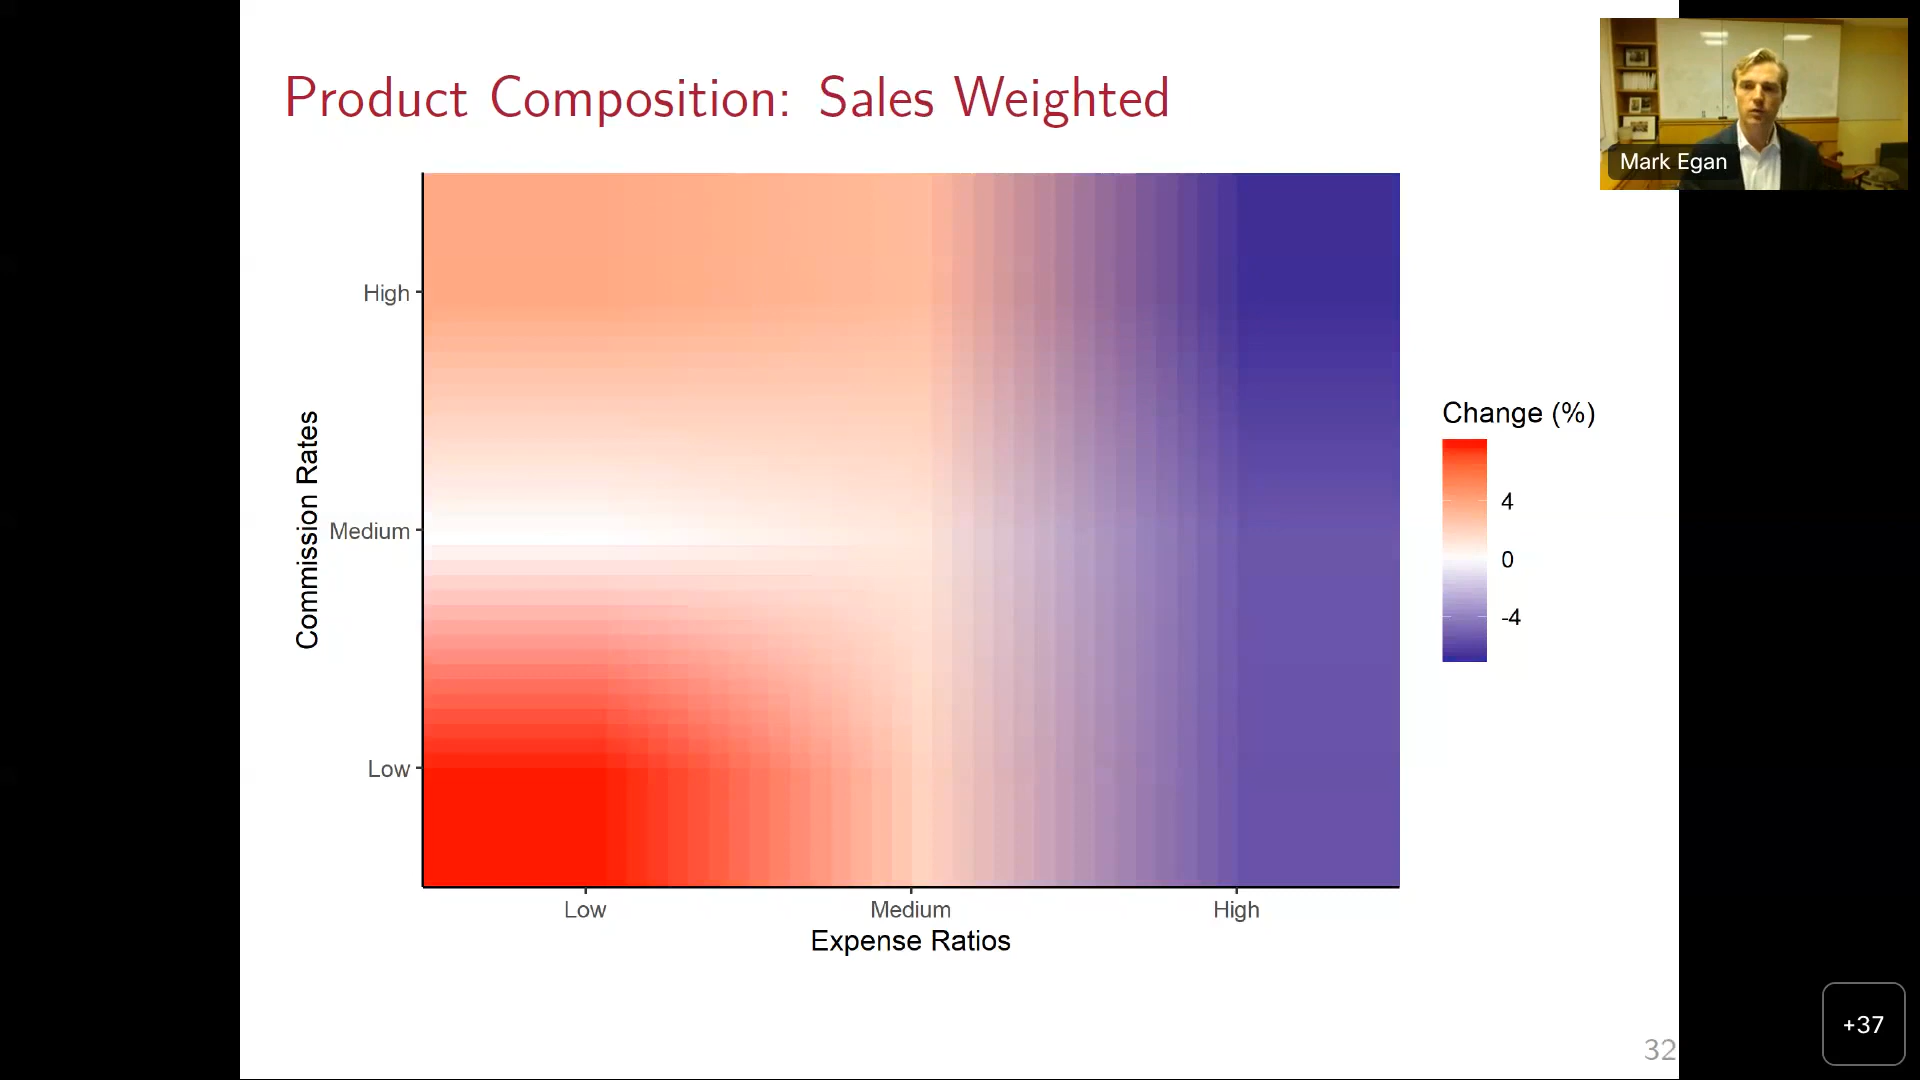 Product Composition: Sales Weighted
Mark Egan
High
Medium
Low
Commission Rates
Low
Medium
High
Expense Ratios
Change (%)
4
0
-4
+37
32